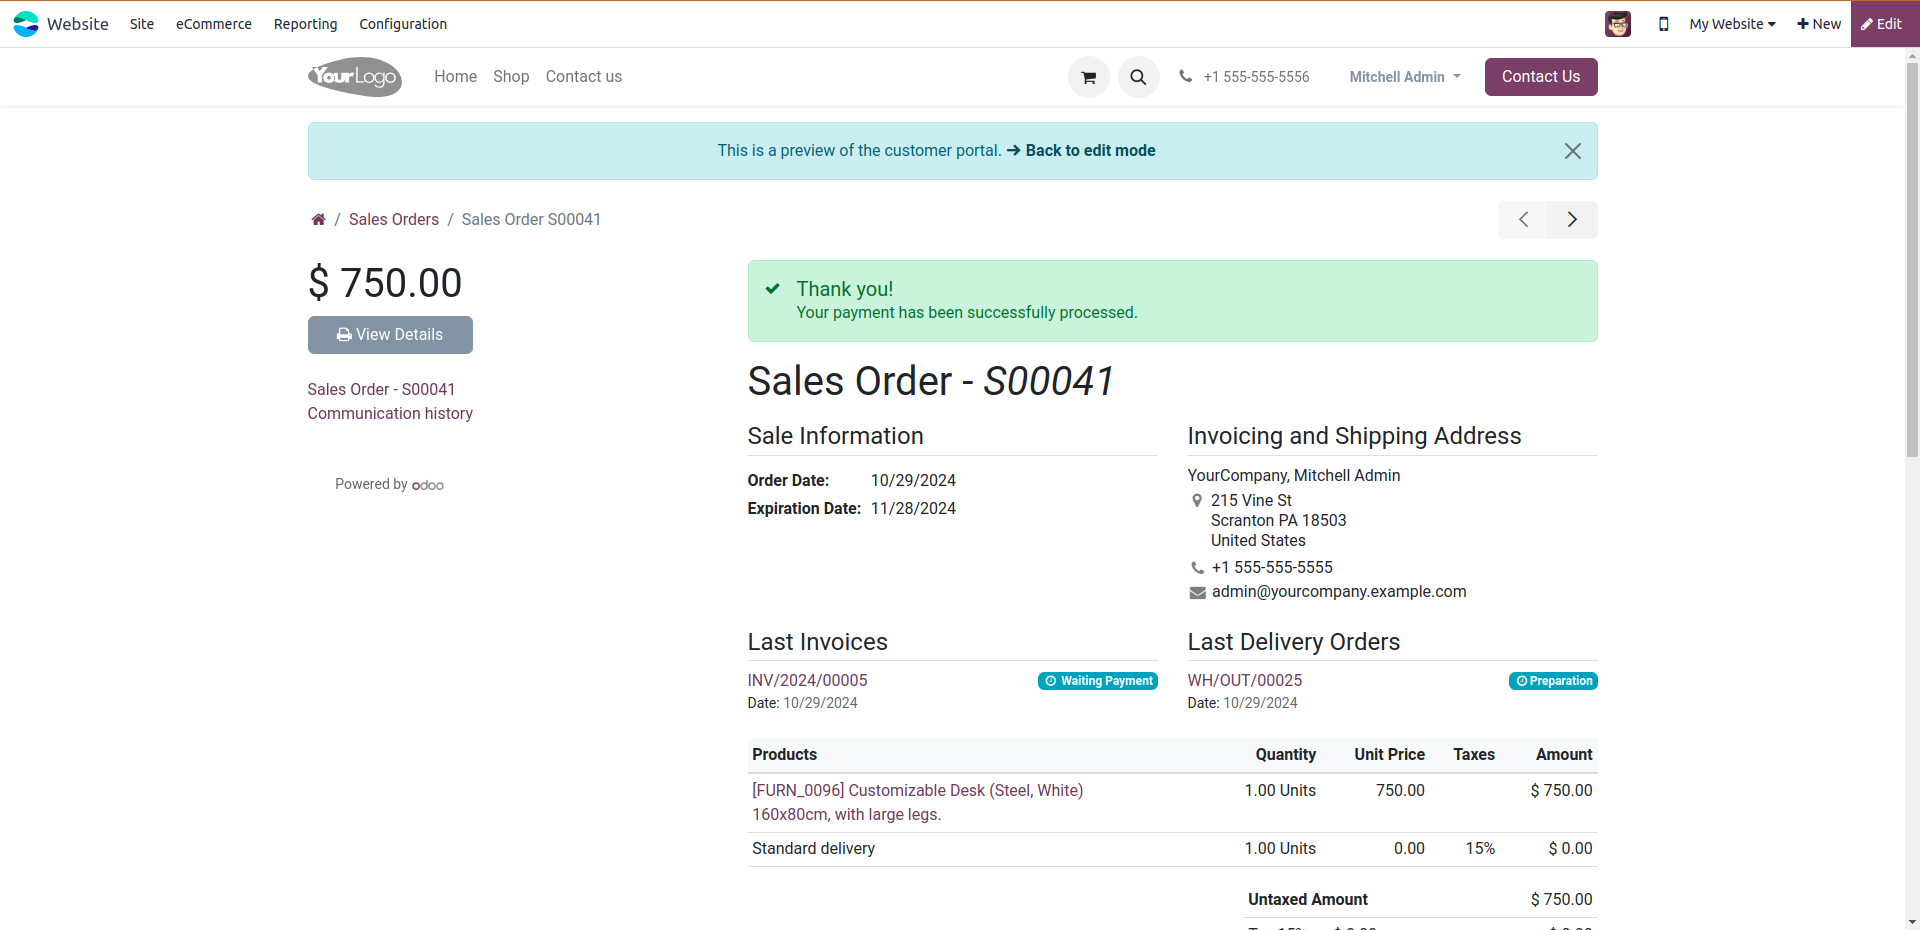 Website Site eCommerce Reporting Configuration My Website New Edit
YourLogo Home Shop Contact us +1 555-555-5556 Mitchell Admin Contact Us
This is a preview of the customer portal. Back to edit mode
/ Sales Orders / Sales Order S00041
$ 750.00
View Details
Sales Order - S00041
Communication history
Powered by odoo
Thank you!
Your payment has been successfully processed.
Sales Order - S00041
Sale Information
Order Date: 10/29/2024
Expiration Date: 11/28/2024
Invoicing and Shipping Address
YourCompany, Mitchell Admin
215 Vine St
Scranton PA 18503
United States
+1 555-555-5555
admin@yourcompany.example.com
Last Invoices
INV/2024/00005 Waiting Payment
Date: 10/29/2024
Last Delivery Orders
WH/OUT/00025 Preparation
Date: 10/29/2024
Products Quantity Unit Price Taxes Amount
[FURN_0096] Customizable Desk (Steel, White) 1.00 Units 750.00 $ 750.00
160x80cm, with large legs.
Standard delivery 1.00 Units 0.00 15% $ 0.00
Untaxed Amount $ 750.00